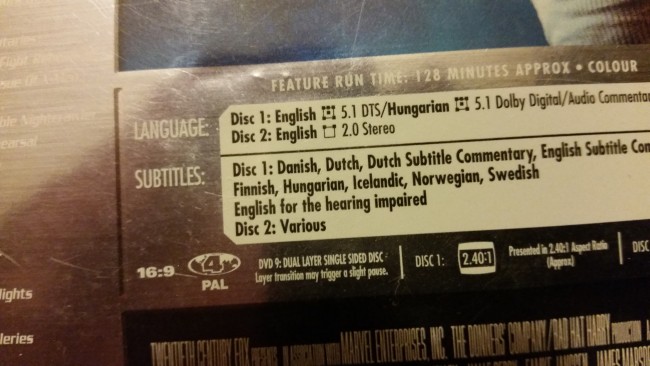 FEATURE RUN TIME: 128 MINUTES APPROX • COLOUR
LANGUAGE:
Disc 1: English 5.1 DTS/Hungarian 5.1 Dolby Digital/Audio Commentar
Disc 2: English 2.0 Stereo
SUBTITLES:
Disc 1: Danish, Dutch, Dutch Subtitle Commentary, English Subtitle Com
Finnish, Hungarian, Icelandic, Norwegian, Swedish
English for the hearing impaired
Disc 2: Various
16:9
4
PAL
DVD 9: DUAL LAYER SINGLE SIDED DISC
Layer transition may trigger a slight pause.
DISC 1:
2.40:1
Presented in 2.40:1 Aspect Ratio
(Approx)
DISC
lights
leries
TWENTIETH CENTURY FOX MARVEL ENTERPRISES, INC. THE DONNERS' COMPANY/BAD HAT HARRY